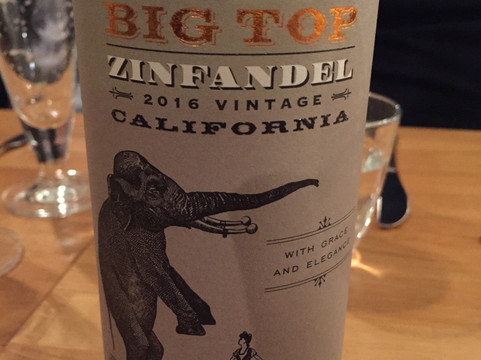 BIG TOP
ZINFANDEL
2016 VINTAGE
CALIFORNIA
WITH GRACE
AND ELEGANCE